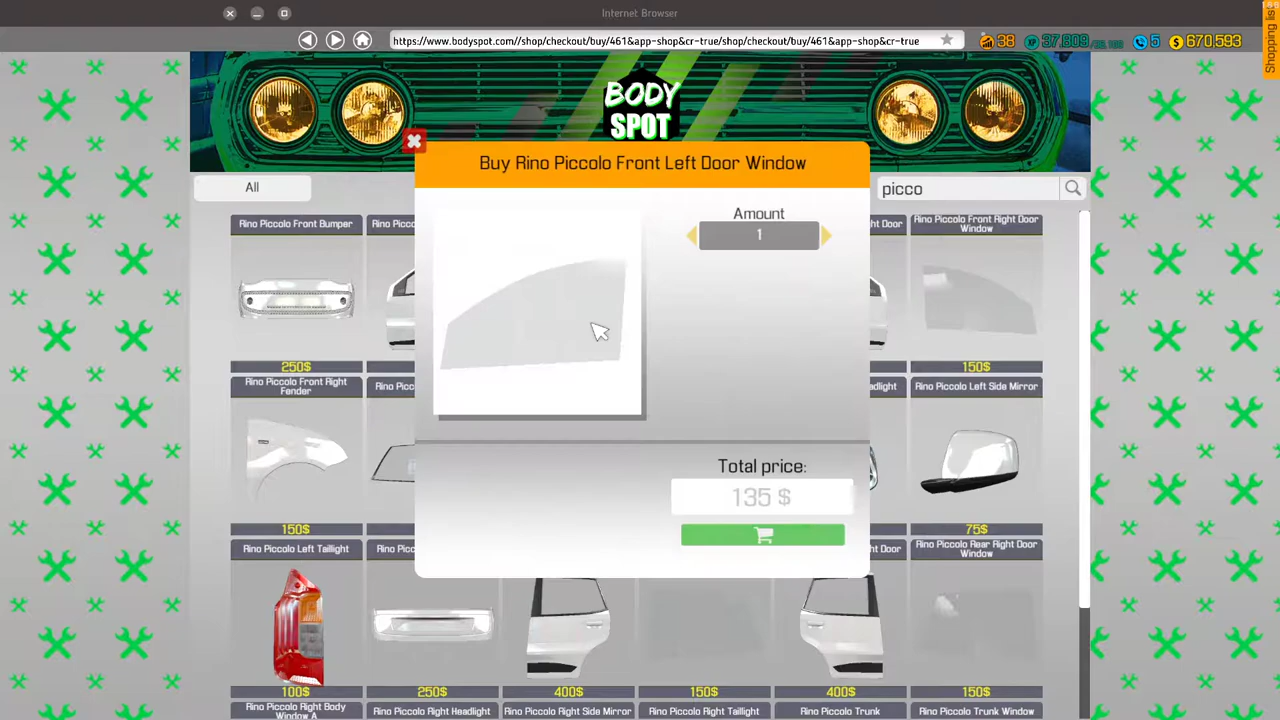 Internet Browser
https://www.bodyspot.com//shop/checkout/buy/461&app-shop&cr-true/shop/checkout/buy/461&app-shop&cr-true
38
37,809
5
670,593
Shopping list
BODY
SPOT
Buy Rino Piccolo Front Left Door Window
All
picco
Amount
1
Rino Piccolo Front Bumper
Rino Picc
ht Door
Rino Piccolo Front Right Door
Window
250$
150$
Rino Piccolo Front Right
Fender
Rino Picc
eadlight
Rino Piccolo Left Side Mirror
Total price:
135 $
150$
75$
Rino Piccolo Left Taillight
Rino Pic
ht Door
Rino Piccolo Rear Right Door
Window
100$
250$
400$
150$
400$
150$
Rino Piccolo Right Body
Window A
Rino Piccolo Right Headlight
Rino Piccolo Right Side Mirror
Rino Piccolo Right Taillight
Rino Piccolo Trunk
Rino Piccolo Trunk Window